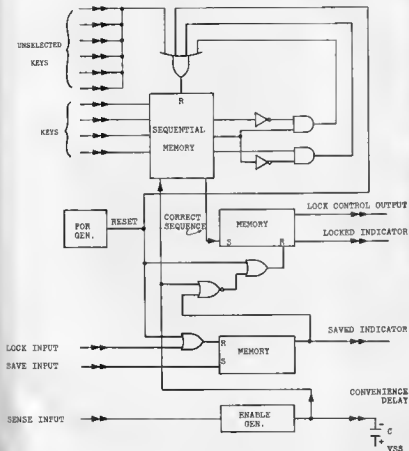 UNSELECTED
KEYS
KEYS
R
SEQUENTIAL
MEMORY
LOCK CONTROL OUTPUT
CORRECT
SEQUENCE
MEMORY
S
R
LOCKED INDICATOR
POR
GEN.
RESET
SAVED INDICATOR
LOCK INPUT
R
MEMORY
SAVE INPUT
S
CONVENIENCE
DELAY
SENSE INPUT
ENABLE
GEN.
-
C
+
VSS